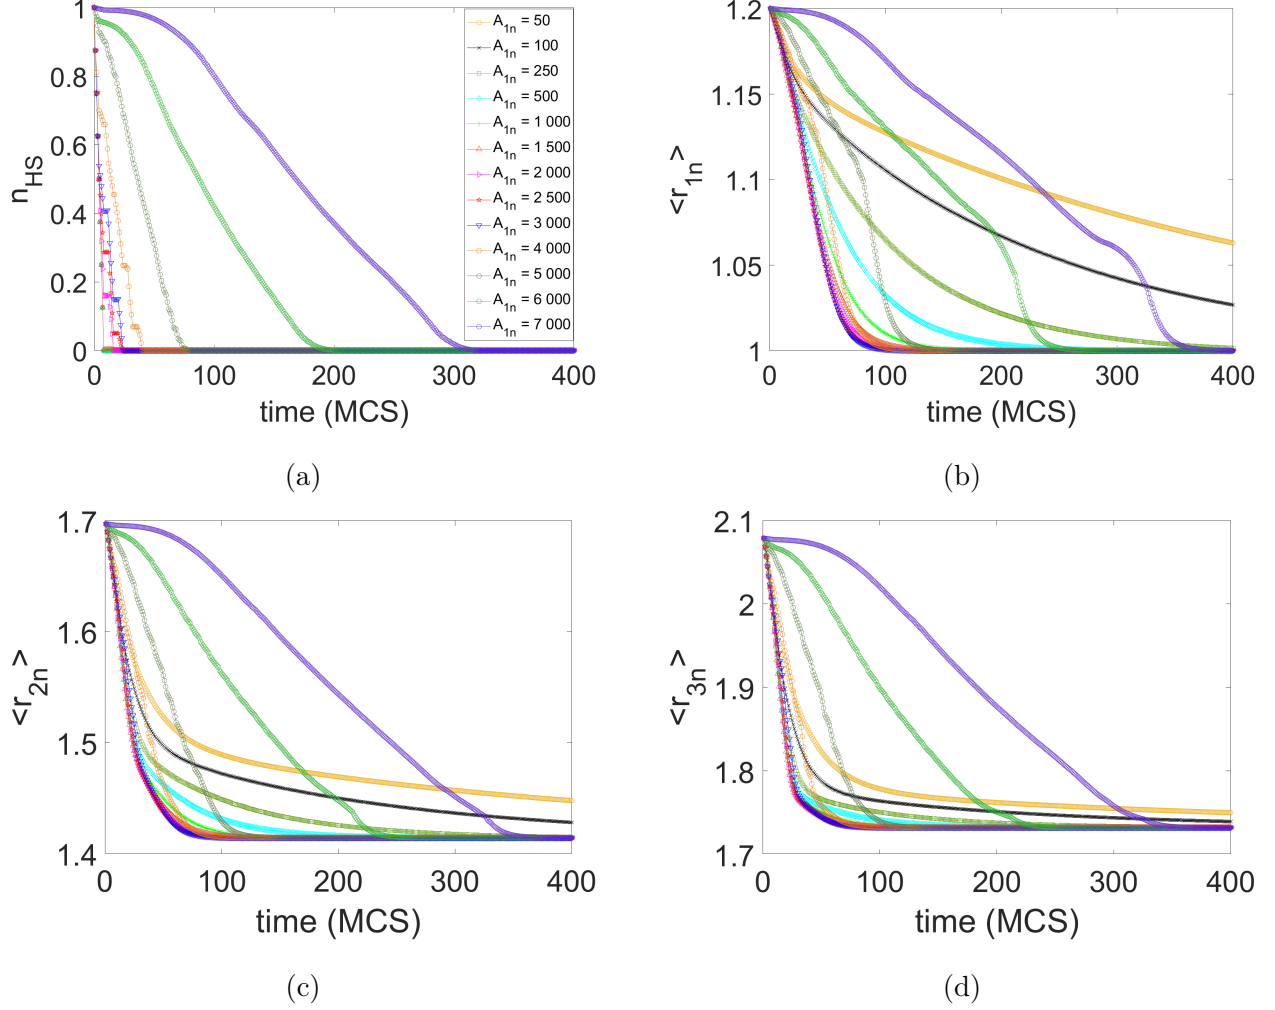 1
0.8
0.6
0.4
0.2
0
0 100 200 300 400
n_HS
time (MCS)
A_1n = 50
A_1n = 100
A_1n = 250
A_1n = 500
A_1n = 1 000
A_1n = 1 500
A_1n = 2 000
A_1n = 2 500
A_1n = 3 000
A_1n = 4 000
A_1n = 5 000
A_1n = 6 000
A_1n = 7 000
(a)
1.2
1.15
1.1
1.05
1
0 100 200 300 400
<r_1n>
time (MCS)
(b)
1.7
1.6
1.5
1.4
0 100 200 300 400
<r_2n>
time (MCS)
(c)
2.1
2
1.9
1.8
1.7
0 100 200 300 400
<r_3n>
time (MCS)
(d)